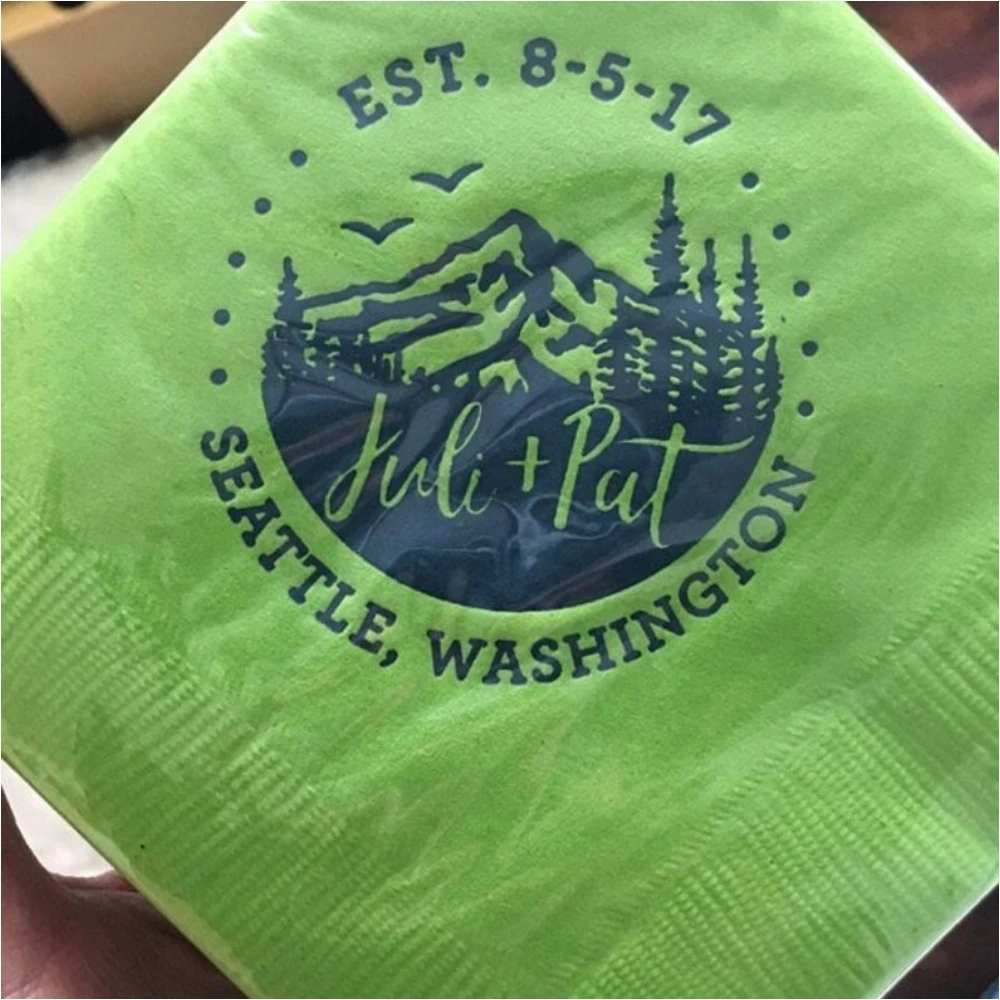 EST. 8-5-17
Juli + Pat
SEATTLE, WASHINGTON